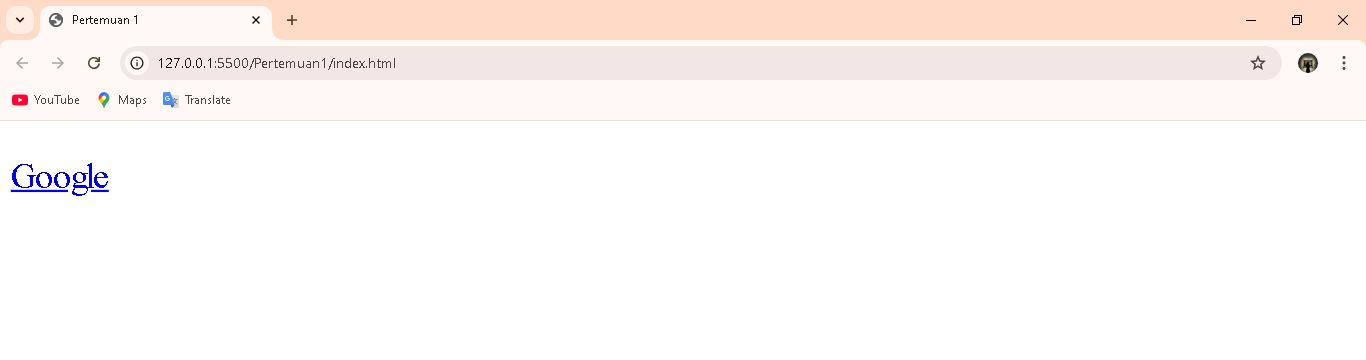 Pertemuan 1
127.0.0.1:5500/Pertemuan1/index.html
YouTube Maps Translate
Google